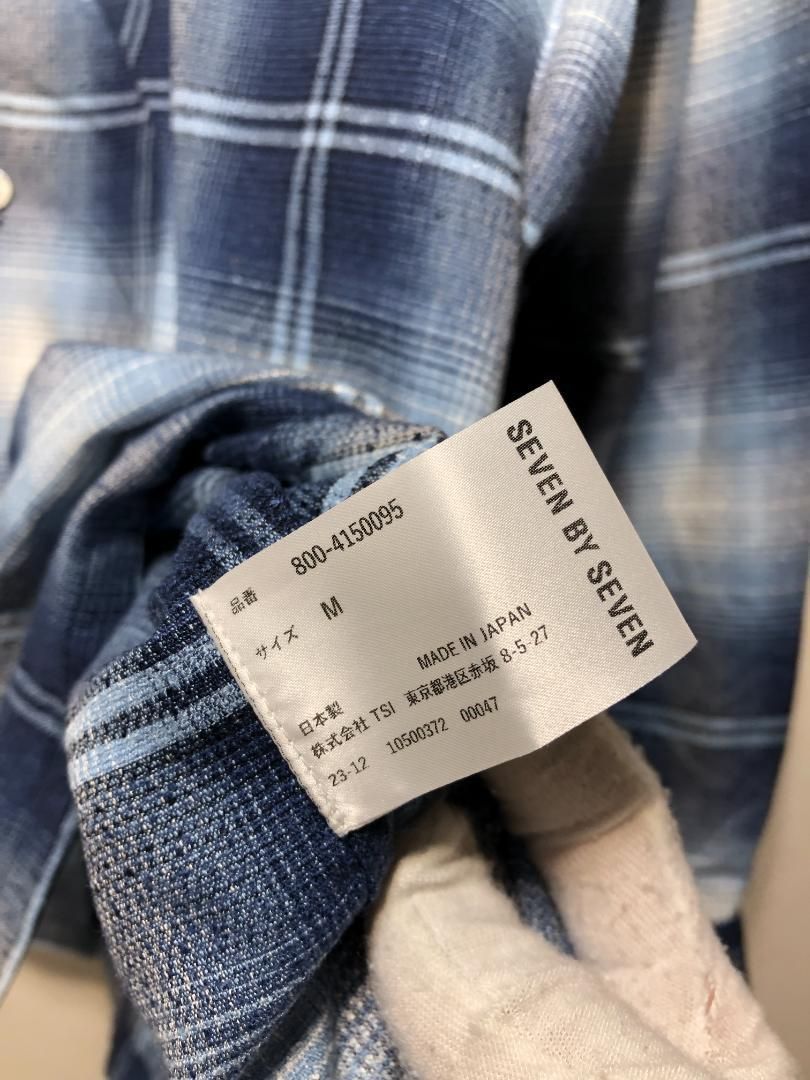 SEVEN BY SEVEN
品番 800-4150095
サイズ M
MADE IN JAPAN
日本製
株式会社 TSI 東京都港区赤坂 8-5-27
23-12 10500372 00047